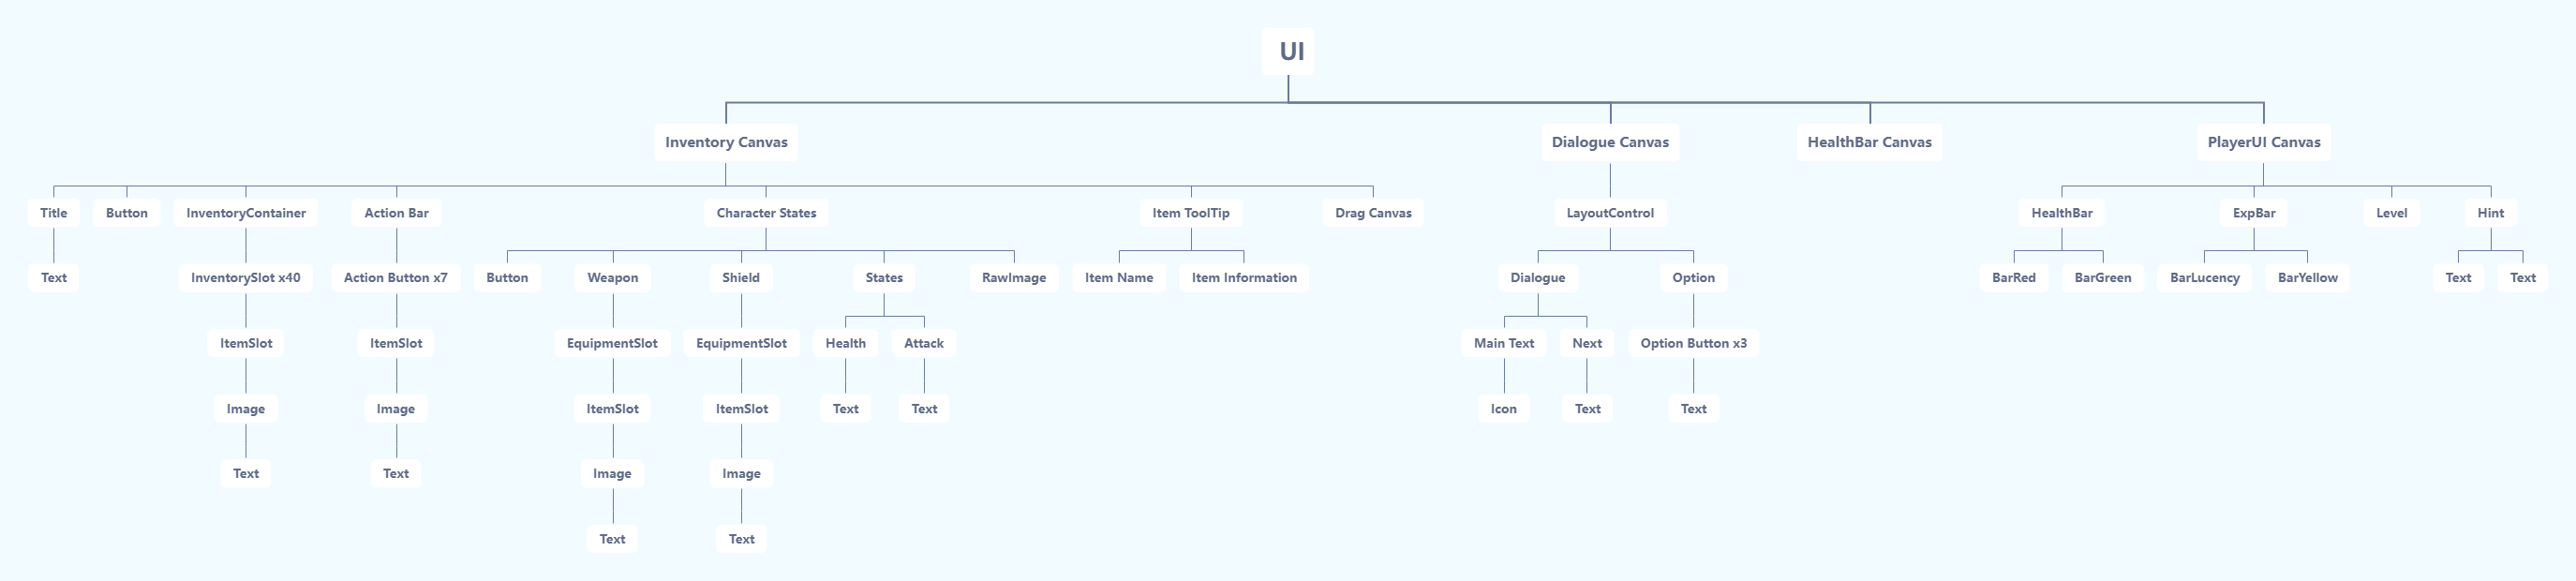 UI
Inventory Canvas
Dialogue Canvas
HealthBar Canvas
PlayerUI Canvas
Title
Button
InventoryContainer
Action Bar
Character States
Item ToolTip
Drag Canvas
LayoutControl
HealthBar
ExpBar
Level
Hint
Text
InventorySlot x40
Action Button x7
Button
Weapon
Shield
States
RawImage
Item Name
Item Information
Dialogue
Option
BarRed
BarGreen
BarLucency
BarYellow
Text
Text
ItemSlot
ItemSlot
EquipmentSlot
EquipmentSlot
Health
Attack
Main Text
Next
Option Button x3
Image
Image
ItemSlot
ItemSlot
Text
Text
Icon
Text
Text
Text
Text
Image
Image
Text
Text